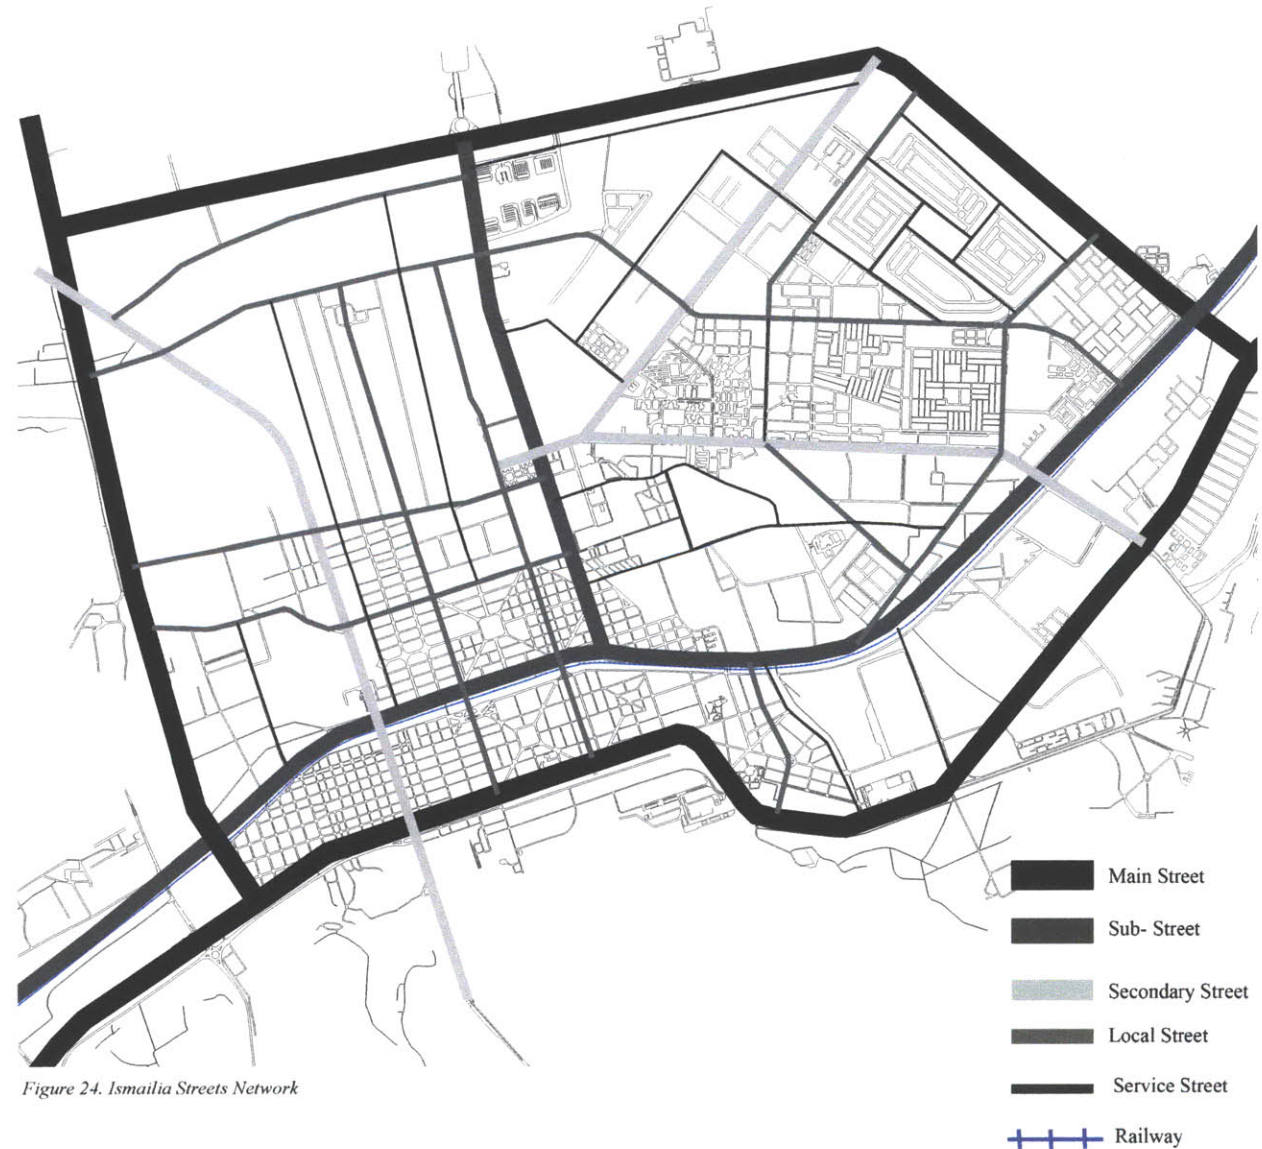 Main Street
Sub- Street
Secondary Street
Local Street
Service Street
Railway
Figure 24. Ismailia Streets Network